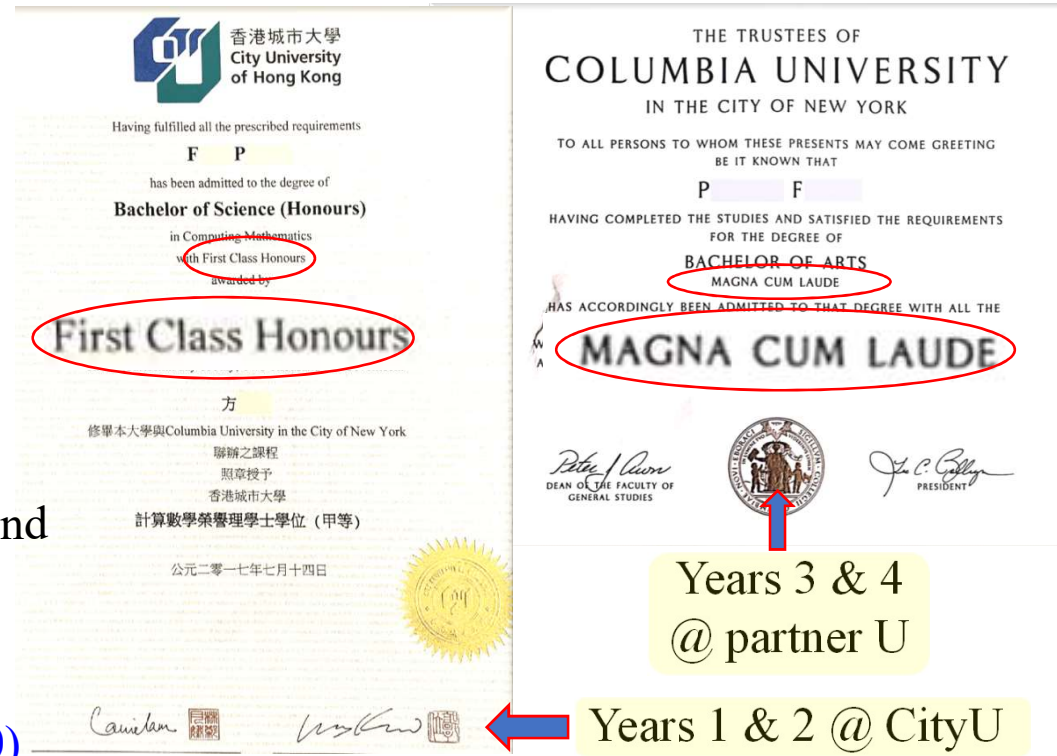 香港城市大學
City University
of Hong Kong
Having fulfilled all the prescribed requirements
F P
has been admitted to the degree of
Bachelor of Science (Honours)
in Computing Mathematics
with First Class Honours
awarded by
First Class Honours
方
修畢本大學與Columbia University in the City of New York
聯辦之課程
照章授予
香港城市大學
計算數學榮譽理學士學位 (甲等)
公元二零一七年七月十四日
nd
0)
THE TRUSTEES OF
COLUMBIA UNIVERSITY
IN THE CITY OF NEW YORK
TO ALL PERSONS TO WHOM THESE PRESENTS MAY COME GREETING
BE IT KNOWN THAT
P F
HAVING COMPLETED THE STUDIES AND SATISFIED THE REQUIREMENTS
FOR THE DEGREE OF
BACHELOR OF ARTS
MAGNA CUM LAUDE
HAS ACCORDINGLY BEEN ADMITTED TO THAT DEGREE WITH ALL THE
MAGNA CUM LAUDE
DEAN OF THE FACULTY OF
GENERAL STUDIES
PRESIDENT
Years 3 & 4
@ partner U
Years 1 & 2 @ CityU